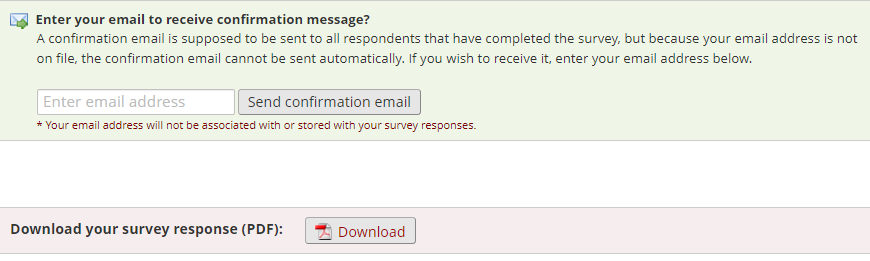 Enter your email to receive confirmation message?
A confirmation email is supposed to be sent to all respondents that have completed the survey, but because your email address is not
on file, the confirmation email cannot be sent automatically. If you wish to receive it, enter your email address below.
Enter email address Send confirmation email
* Your email address will not be associated with or stored with your survey responses.
Download your survey response (PDF): Download